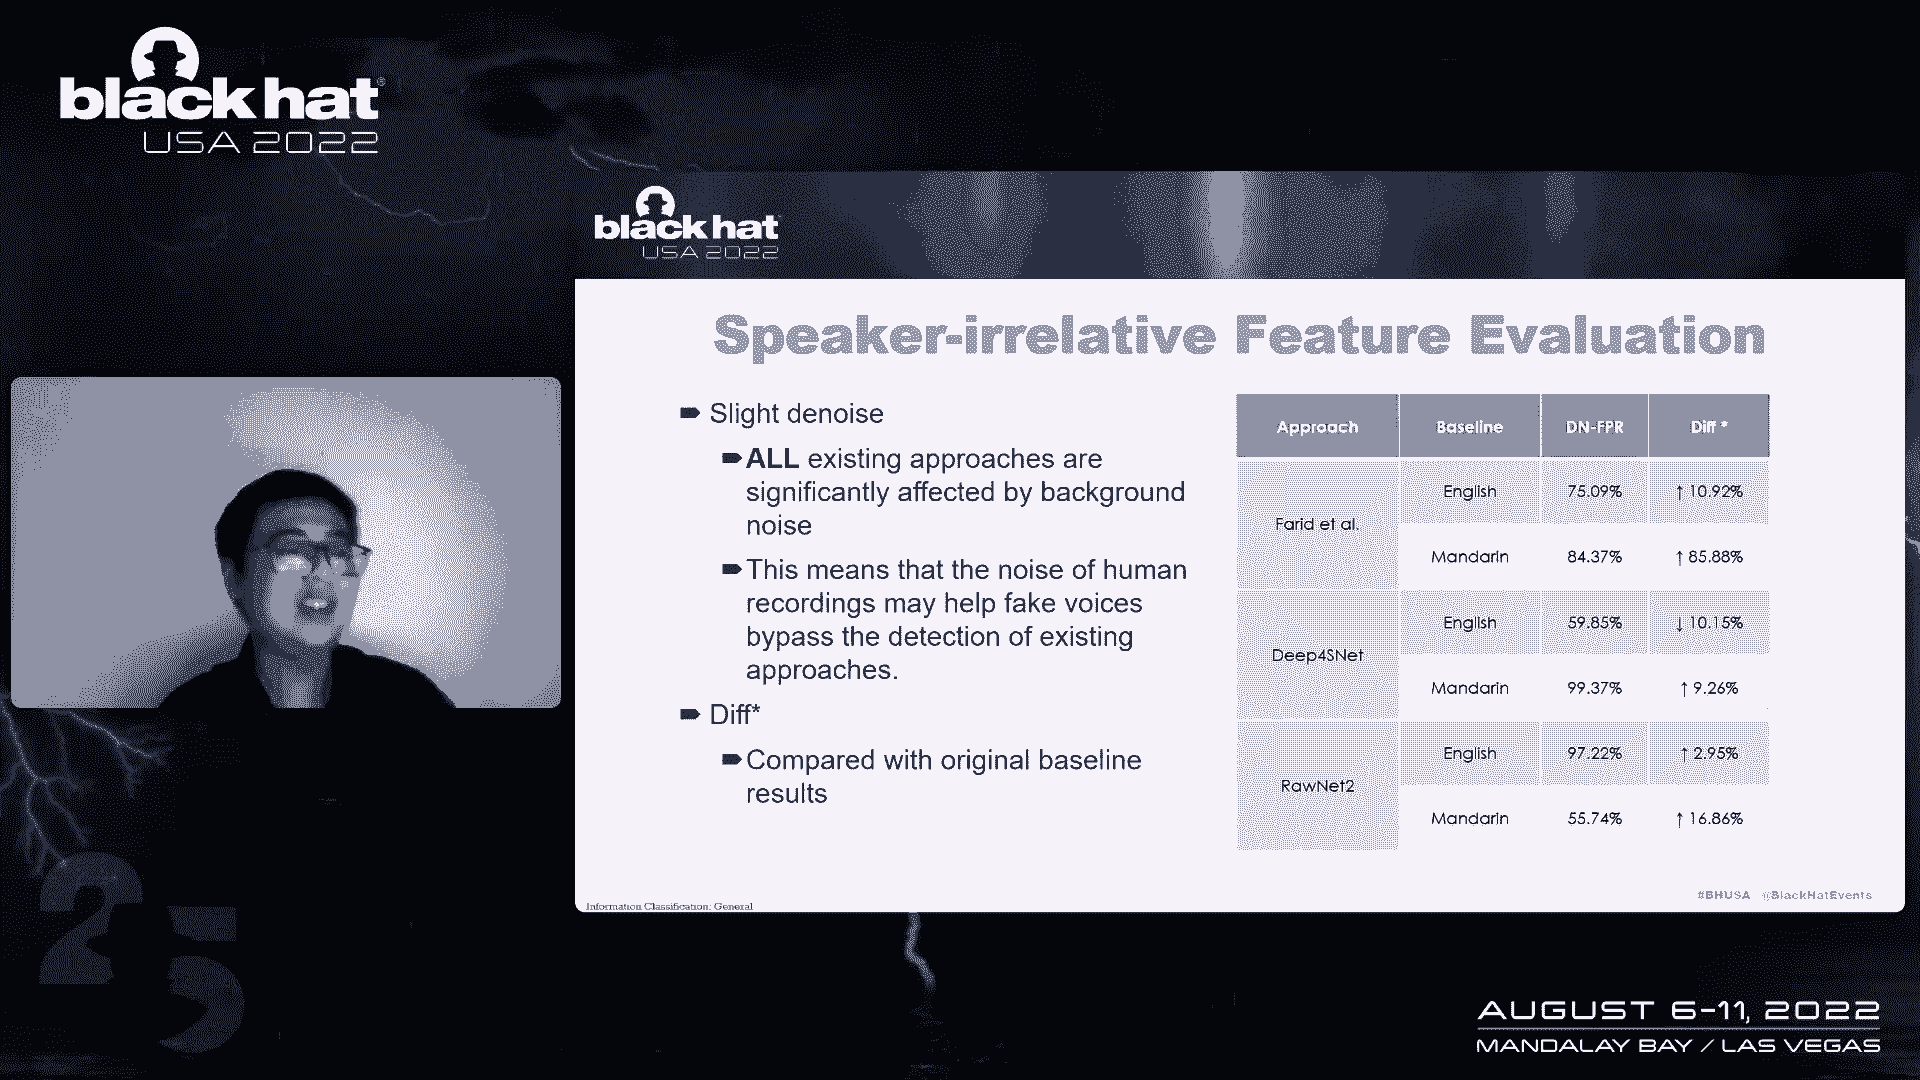 black hat
USA 2022
black hat
USA 2022
Speaker-irrelative Feature Evaluation
Slight denoise
ALL existing approaches are
significantly affected by background
noise
This means that the noise of human
recordings may help fake voices
bypass the detection of existing
approaches.
Diff*
Compared with original baseline
results
Approach Baseline DN-FPR Diff *
Farid et al. English 75.09% ↑ 10.92%
Mandarin 84.37% ↑ 85.88%
Deep4SNet English 59.85% ↓ 10.15%
Mandarin 99.37% ↑ 9.26%
RawNet2 English 97.22% ↑ 2.95%
Mandarin 55.74% ↑ 16.86%
#BHUSA @BlackHatEvents
Information Classification: General
25
AUGUST 6-11, 2022
MANDALAY BAY / LAS VEGAS